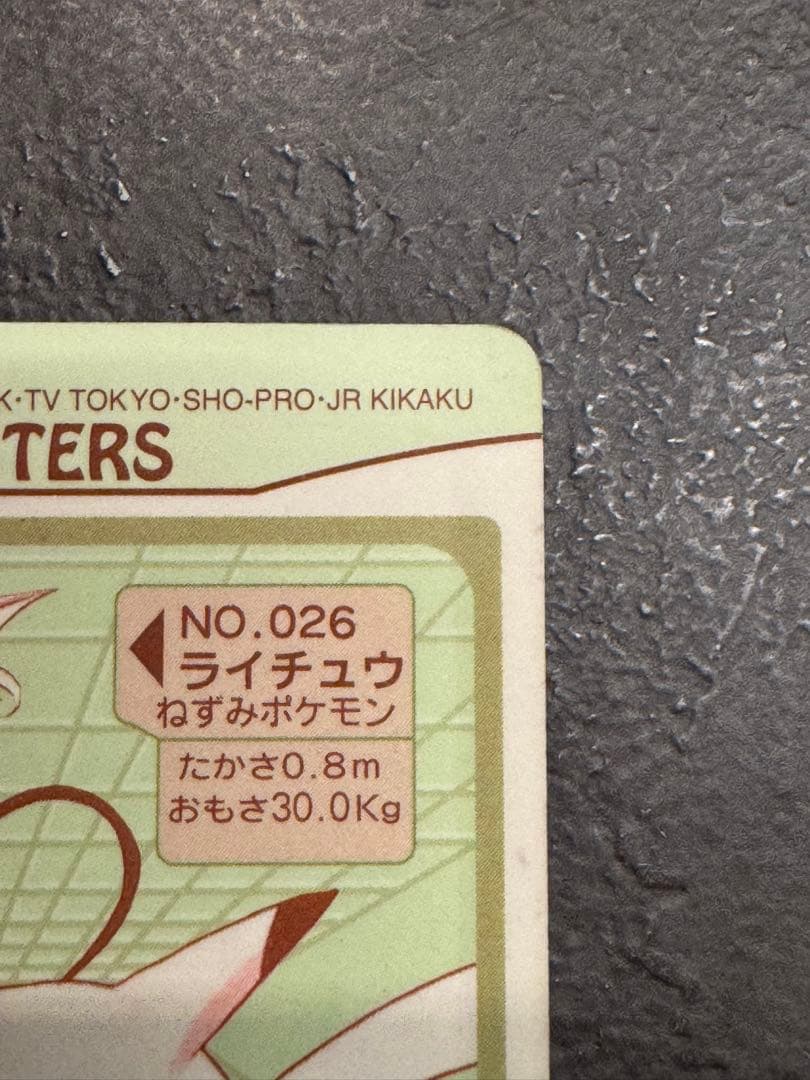 K·TV TOKYO·SHO-PRO·JR KIKAKU
TERS
NO.026
ライチュウ
ねずみポケモン
たかさ0.8m
おもさ30.0Kg